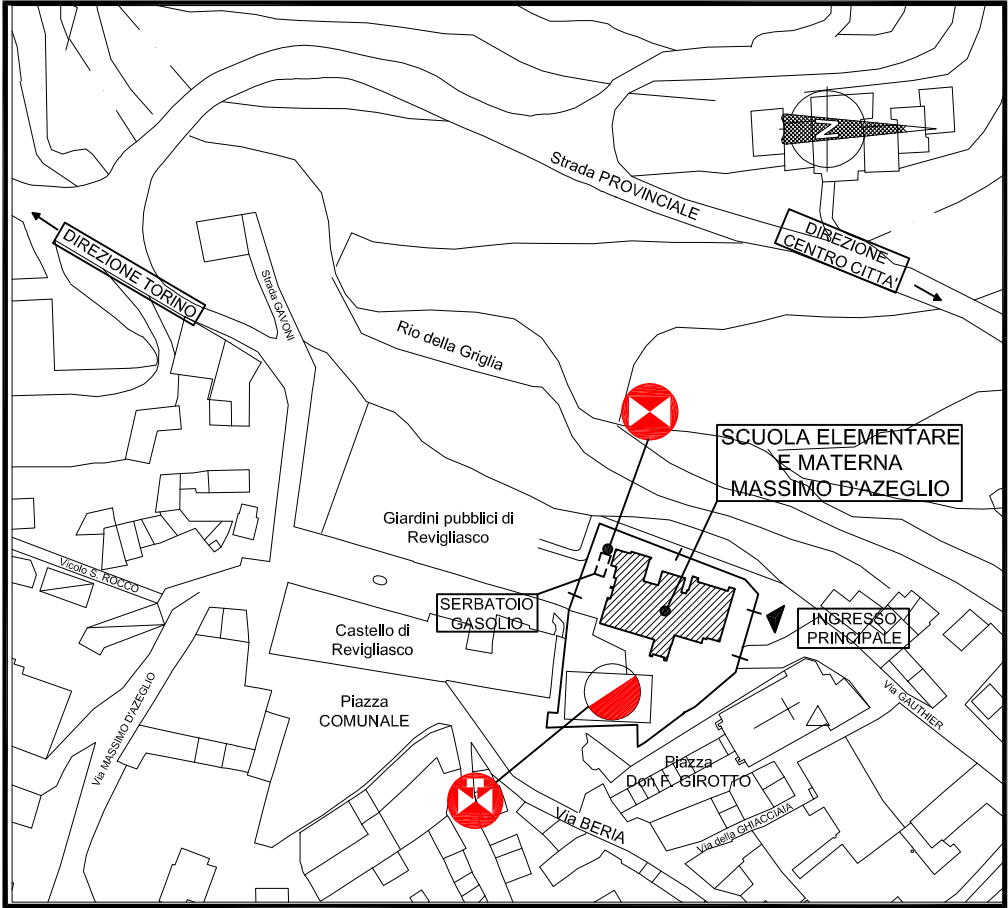 N
Strada PROVINCIALE
DIREZIONE
CENTRO CITTA'
DIREZIONE TORINO
Strada GAVONI
Rio della Griglia
SCUOLA ELEMENTARE
E MATERNA
MASSIMO D'AZEGLIO
Giardini pubblici di
Revigliasco
Vicolo S. ROCCO
SERBATOIO
GASOLIO
INGRESSO
PRINCIPALE
Castello di
Revigliasco
Piazza
COMUNALE
Via GAUTHIER
Via MASSIMO D'AZEGLIO
Piazza
Don F. GIROTTO
Via BERIA
Via della GHIACCIAIA